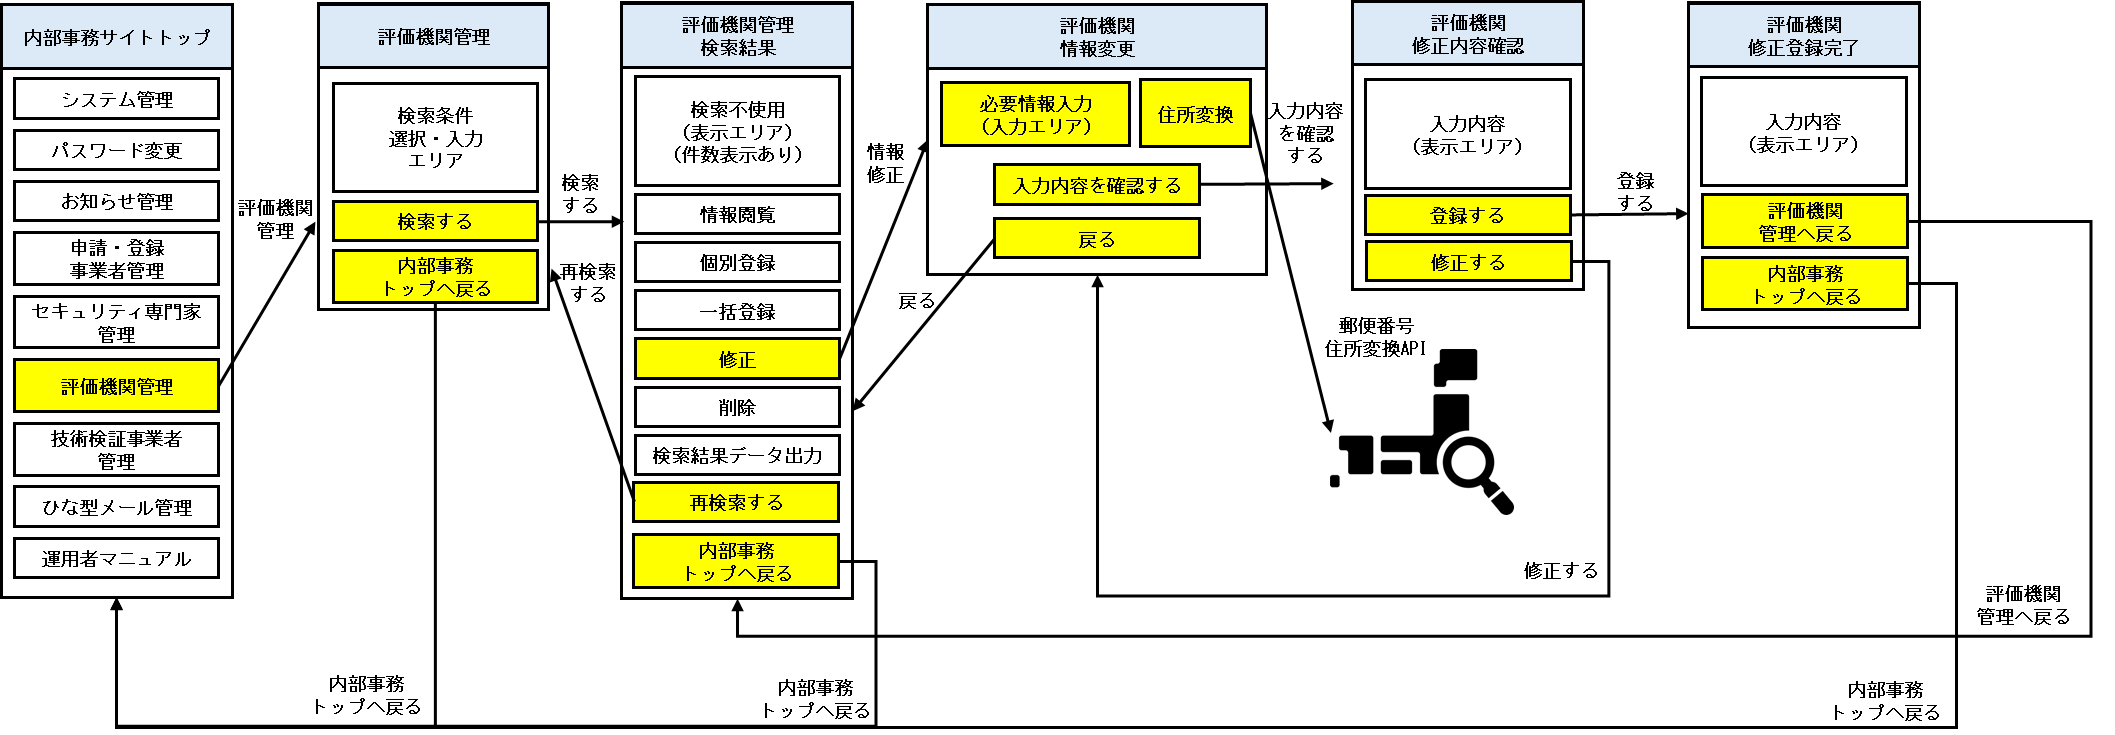 内部事務サイトトップ
システム管理
パスワード変更
お知らせ管理
申請・登録
事業者管理
セキュリティ専門家
管理
評価機関管理
技術検証事業者
管理
ひな型メール管理
運用者マニュアル
評価機関
管理
評価機関管理
検索条件
選択・入力
エリア
検索する
内部事務
トップへ戻る
検索
する
再検索
する
評価機関管理
検索結果
検索不使用
（表示エリア）
（件数表示あり）
情報閲覧
個別登録
一括登録
修正
削除
検索結果データ出力
再検索する
内部事務
トップへ戻る
情報
修正
戻る
評価機関
情報変更
必要情報入力
（入力エリア）
住所変換
入力内容を確認する
戻る
入力内容
を確認
する
郵便番号
住所変換API
評価機関
修正内容確認
入力内容
（表示エリア）
登録する
修正する
登録
する
修正する
評価機関
修正登録完了
入力内容
（表示エリア）
評価機関
管理へ戻る
内部事務
トップへ戻る
評価機関
管理へ戻る
内部事務
トップへ戻る
内部事務
トップへ戻る
内部事務
トップへ戻る